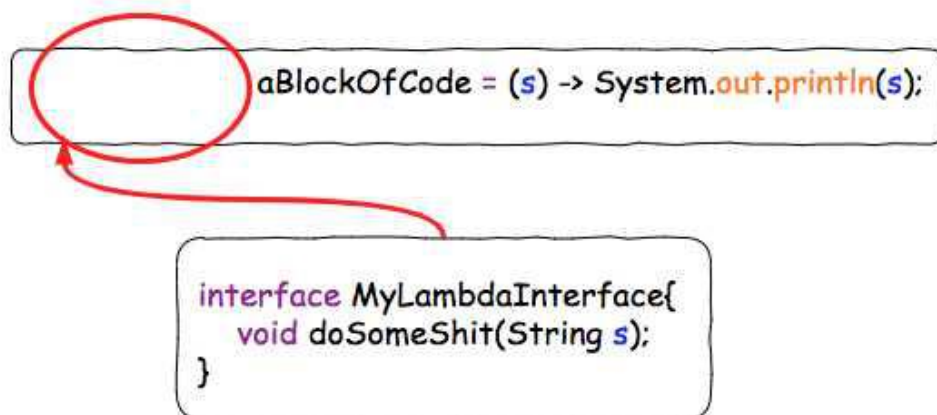 aBlockOfCode = (s) -> System.out.println(s);
interface MyLambdaInterface{
void doSomeShit(String s);
}